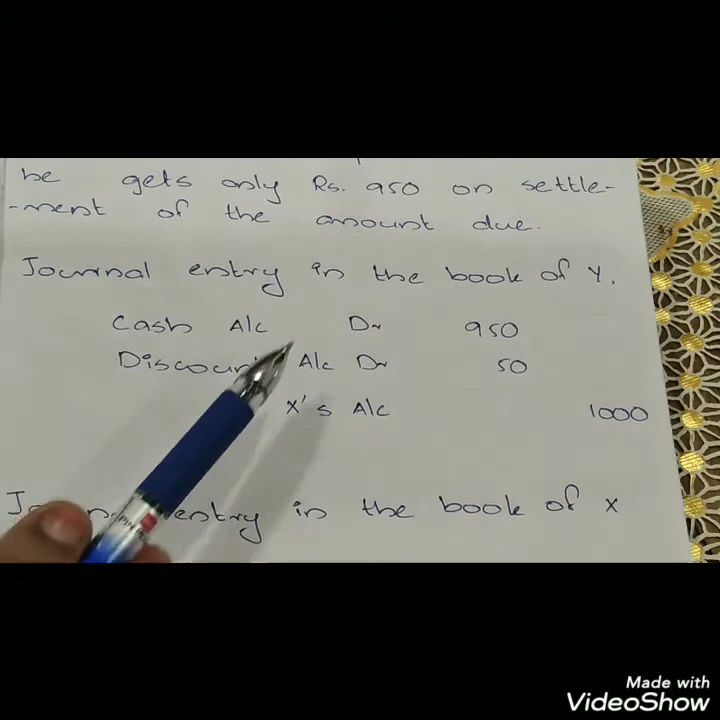 he gets only Rs. 950 on settle-
-ment of the amount due.
Journal entry in the book of Y.
Cash A/c Dr 950
A/c Dr 50
X's A/c 1000
entry in the book of X
Made with
VideoShow